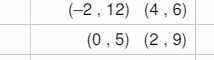 (–2 , 12) (4 , 6)
(0 , 5) (2 , 9)